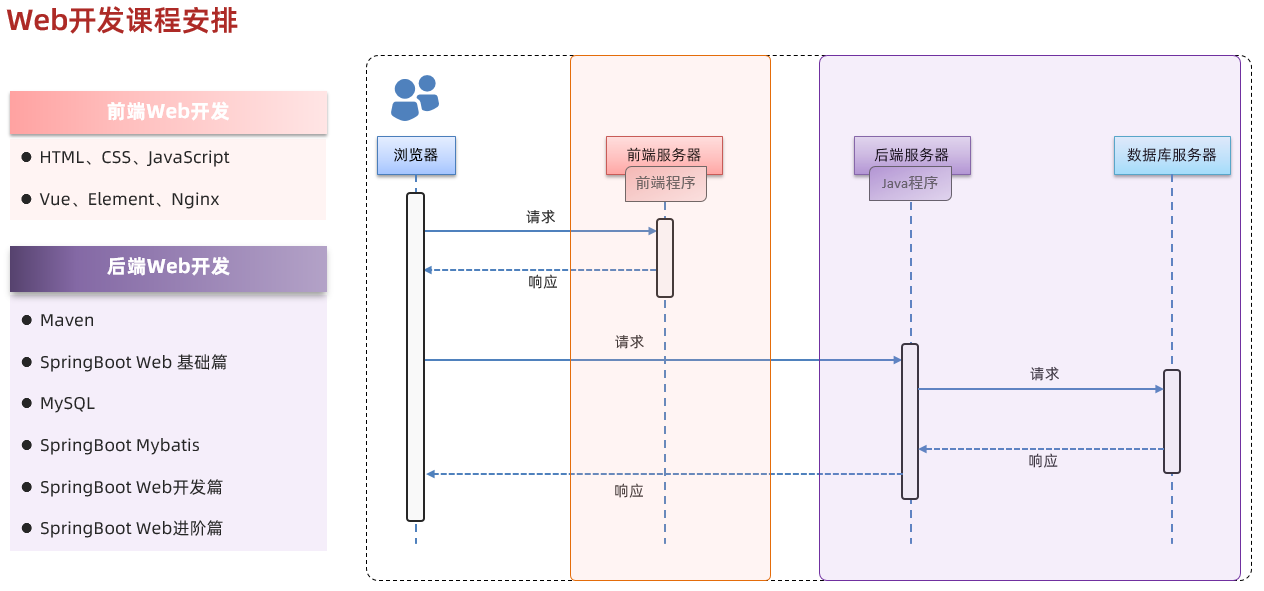 Web开发课程安排
前端Web开发
HTML、CSS、JavaScript
Vue、Element、Nginx
后端Web开发
Maven
SpringBoot Web 基础篇
MySQL
SpringBoot Mybatis
SpringBoot Web开发篇
SpringBoot Web进阶篇
浏览器
前端服务器
前端程序
后端服务器
Java程序
数据库服务器
请求
响应
请求
请求
响应
响应